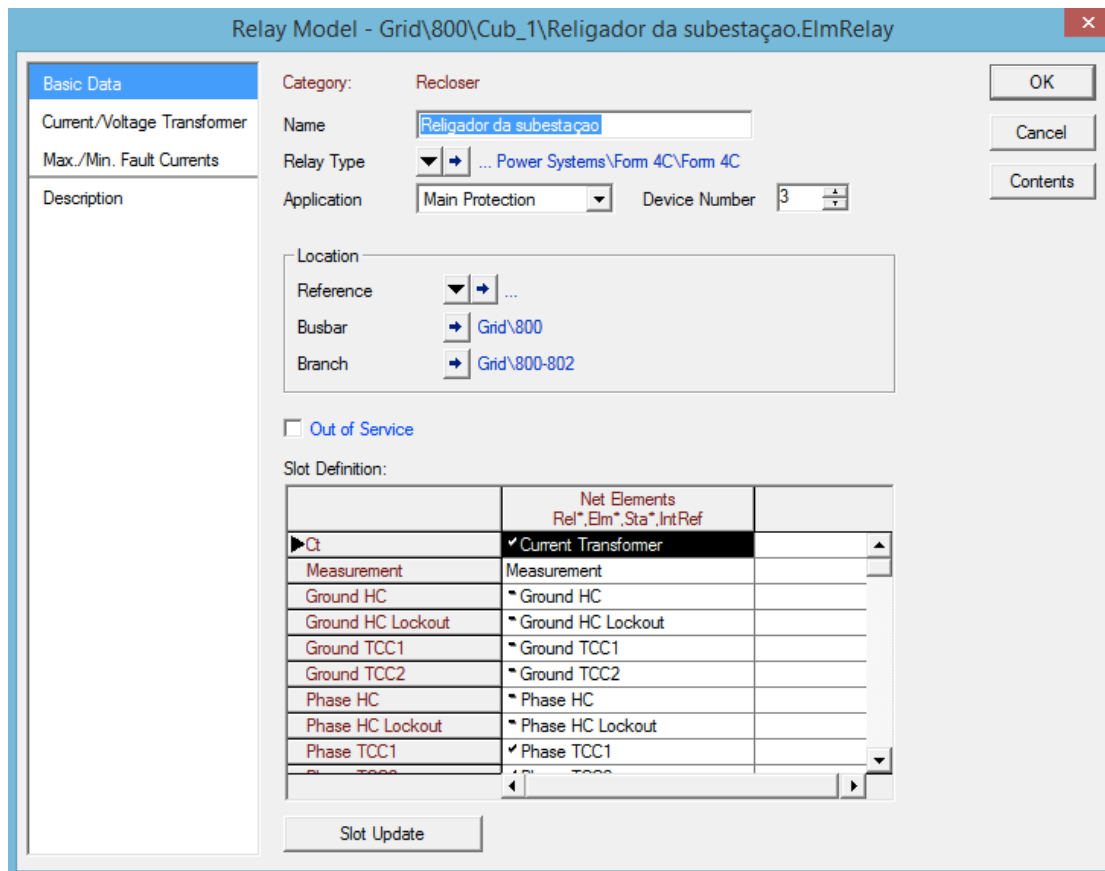 Relay Model - Grid\800\Cub_1\Religador da subestaçao.ElmRelay
Basic Data
Current/Voltage Transformer
Max./Min. Fault Currents
Description
Category: Recloser
Name Religador da subestaçao
Relay Type ... Power Systems\Form 4C\Form 4C
Application Main Protection Device Number 3
Location
Reference ...
Busbar Grid\800
Branch Grid\800-802
Out of Service
Slot Definition:
Net Elements
Rel*,Elm*,Sta*,IntRef
Ct Current Transformer
Measurement Measurement
Ground HC Ground HC
Ground HC Lockout Ground HC Lockout
Ground TCC1 Ground TCC1
Ground TCC2 Ground TCC2
Phase HC Phase HC
Phase HC Lockout Phase HC Lockout
Phase TCC1 Phase TCC1
Slot Update
OK
Cancel
Contents